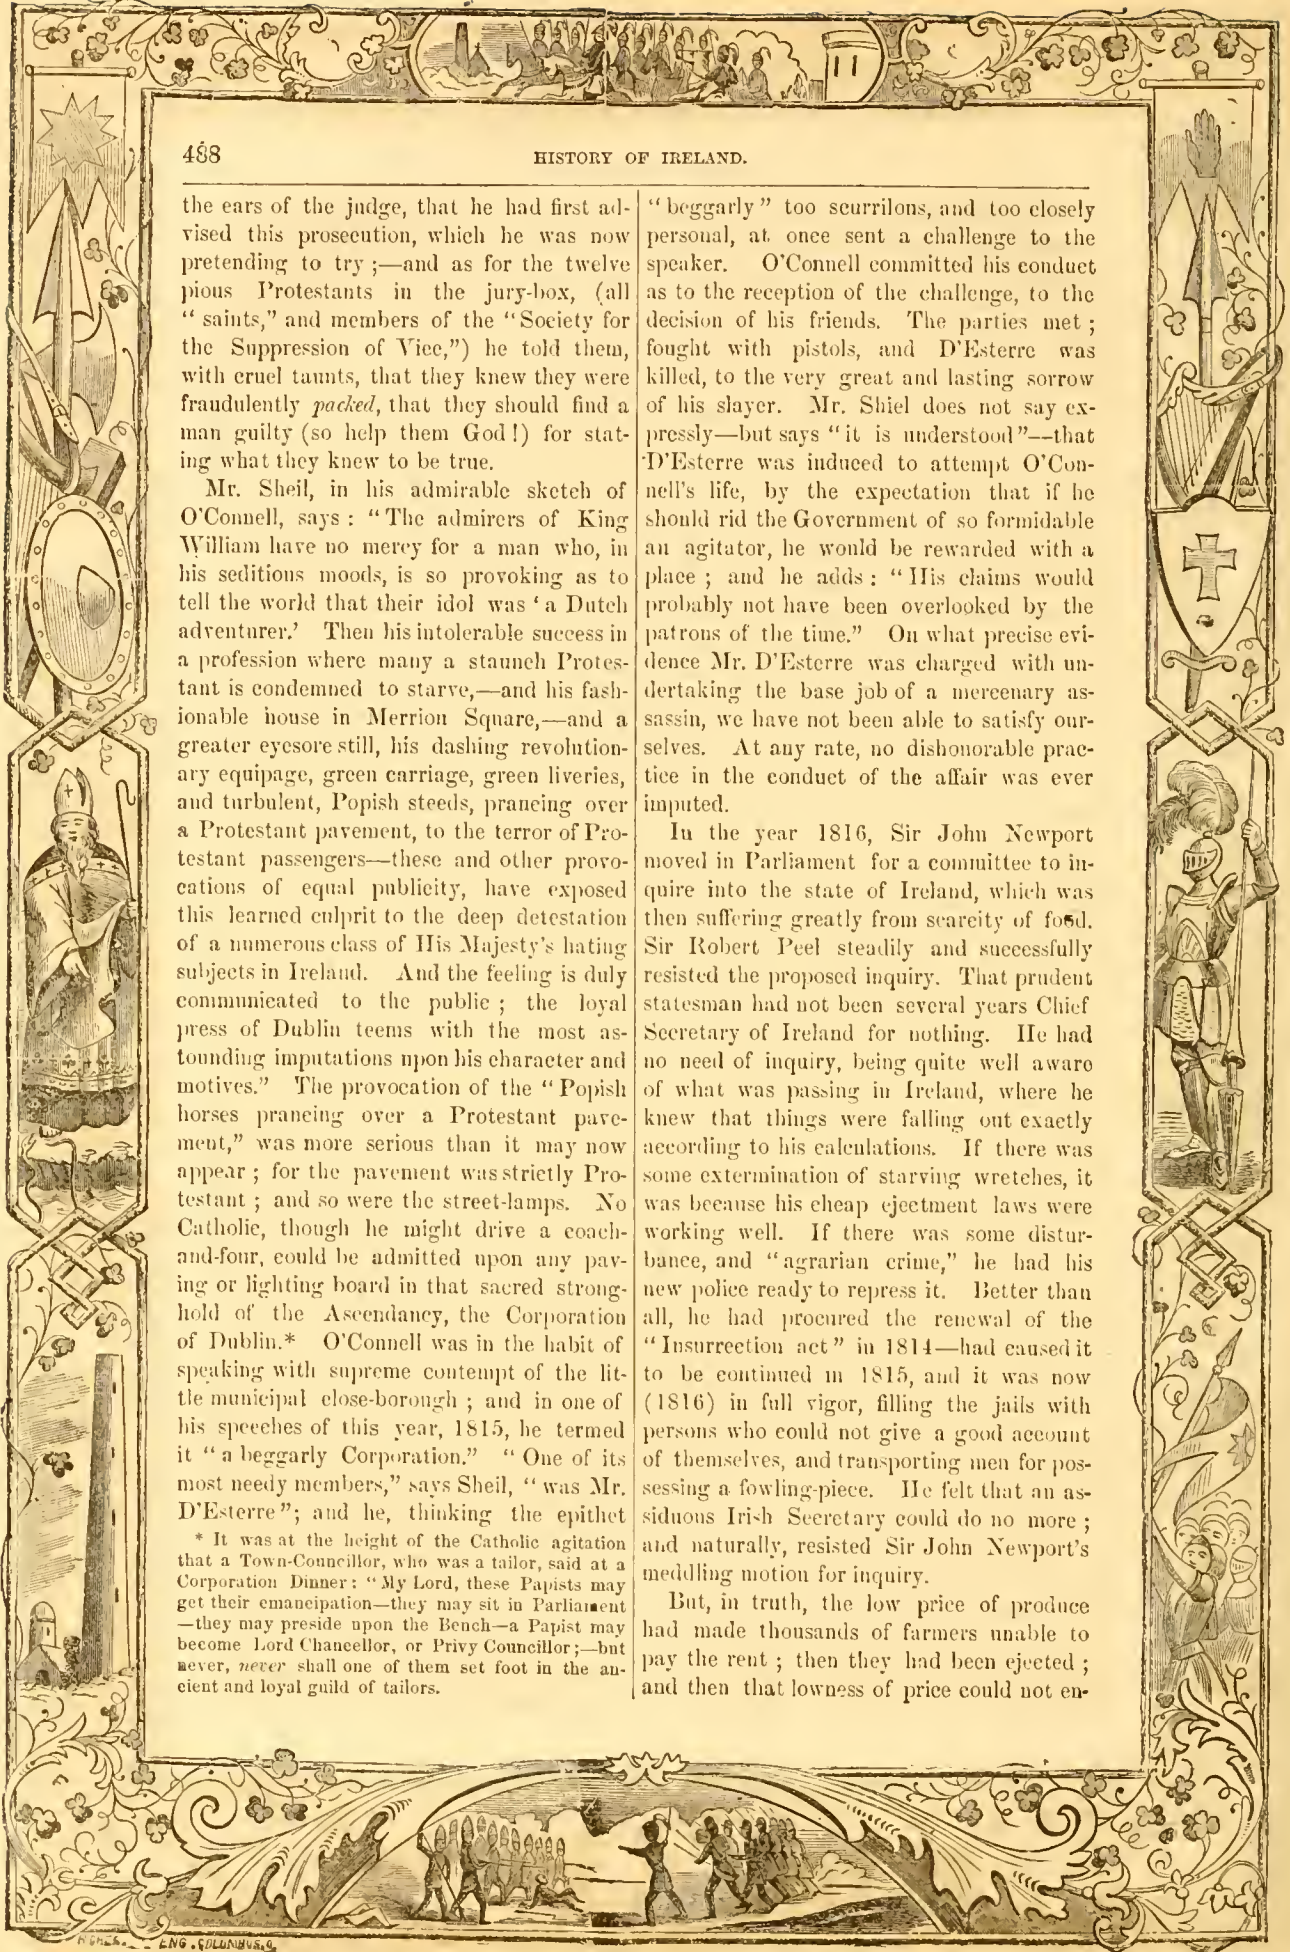 488
HISTORY OF IRELAND.
the ears of the judge, that he had first ad-
vised this prosecution, which he was now
pretending to try ;—and as for the twelve
pious Protestants in the jury-box, (all
“ saints,” and members of the “Society for
the Suppression of Vice,”) he told them,
with cruel taunts, that they knew they were
fraudulently packed, that they should find a
man guilty (so help them God!) for stat-
ing what they knew to be true.
Mr. Sheil, in his admirable sketch of
O'Connell, says : “The admirers of King
William have no mercy for a man who, in
his seditious moods, is so provoking as to
tell the world that their idol was ‘ a Dutch
adventurer.’ Then his intolerable success in
a profession where many a staunch Protes-
tant is condemned to starve,—and his fash-
ionable house in Merrion Square,—and a
greater eyesore still, his dashing revolution-
ary equipage, green carriage, green liveries,
and turbulent, Popish steeds, prancing over
a Protestant pavement, to the terror of Pro-
testant passengers—these and other provo-
cations of equal publicity, have exposed
this learned culprit to the deep detestation
of a numerous class of His Majesty's hating
subjects in Ireland. And the feeling is duly
communicated to the public ; the loyal
press of Dublin teems with the most as-
tounding imputations upon his character and
motives.” The provocation of the “ Popish
horses prancing over a Protestant pave-
ment,” was more serious than it may now
appear ; for the pavement was strictly Pro-
testant ; and so were the street-lamps. No
Catholic, though he might drive a coach-
and-four, could be admitted upon any pav-
ing or lighting board in that sacred strong-
hold of the Ascendancy, the Corporation
of Dublin.* O'Connell was in the habit of
speaking with supreme contempt of the lit-
tle municipal close-borough ; and in one of
his speeches of this year, 1815, he termed
it “ a beggarly Corporation.” “ One of its
most needy members,” says Sheil, “ was Mr.
D'Esterre”; and he, thinking the epithet
* It was at the height of the Catholic agitation
that a Town-Councillor, who was a tailor, said at a
Corporation Dinner: “My Lord, these Papists may
get their emancipation—they may sit in Parliament
—they may preside upon the Bench—a Papist may
become Lord Chancellor, or Privy Councillor;—but
never, never shall one of them set foot in the an-
cient and loyal guild of tailors.
“beggarly” too scurrilons, and too closely
personal, at once sent a challenge to the
speaker. O'Connell committed his conduct
as to the reception of the challenge, to the
decision of his friends. The parties met ;
fought with pistols, and D'Esterre was
killed, to the very great and lasting sorrow
of his slayer. Mr. Shiel does not say ex-
pressly—but says “it is understood”—that
D'Esterre was induced to attempt O'Con-
nell's life, by the expectation that if he
should rid the Government of so formidable
an agitator, he would be rewarded with a
place ; and he adds : “ His claims would
probably not have been overlooked by the
patrons of the time.” On what precise evi-
dence Mr. D'Esterre was charged with un-
dertaking the base job of a mercenary as-
sassin, we have not been able to satisfy our-
selves. At any rate, no dishonorable prac-
tice in the conduct of the affair was ever
imputed.
In the year 1816, Sir John Newport
moved in Parliament for a committee to in-
quire into the state of Ireland, which was
then suffering greatly from scarcity of food.
Sir Robert Peel steadily and successfully
resisted the proposed inquiry. That prudent
statesman had not been several years Chief
Secretary of Ireland for nothing. He had
no need of inquiry, being quite well aware
of what was passing in Ireland, where he
knew that things were falling out exactly
according to his calculations. If there was
some extermination of starving wretches, it
was because his cheap ejectment laws were
working well. If there was some distur-
bance, and “agrarian crime,” he had his
new police ready to repress it. Better than
all, he had procured the renewal of the
“Insurrection act” in 1814—had caused it
to be continued in 1815, and it was now
(1816) in full vigor, filling the jails with
persons who could not give a good account
of themselves, and transporting men for pos-
sessing a fowling-piece. He felt that an as-
siduous Irish Secretary could do no more ;
and naturally, resisted Sir John Newport's
meddling motion for inquiry.
But, in truth, the low price of produce
had made thousands of farmers unable to
pay the rent ; then they had been ejected ;
and then that lowness of price could not en-
ENG. COLUMBUS. O.